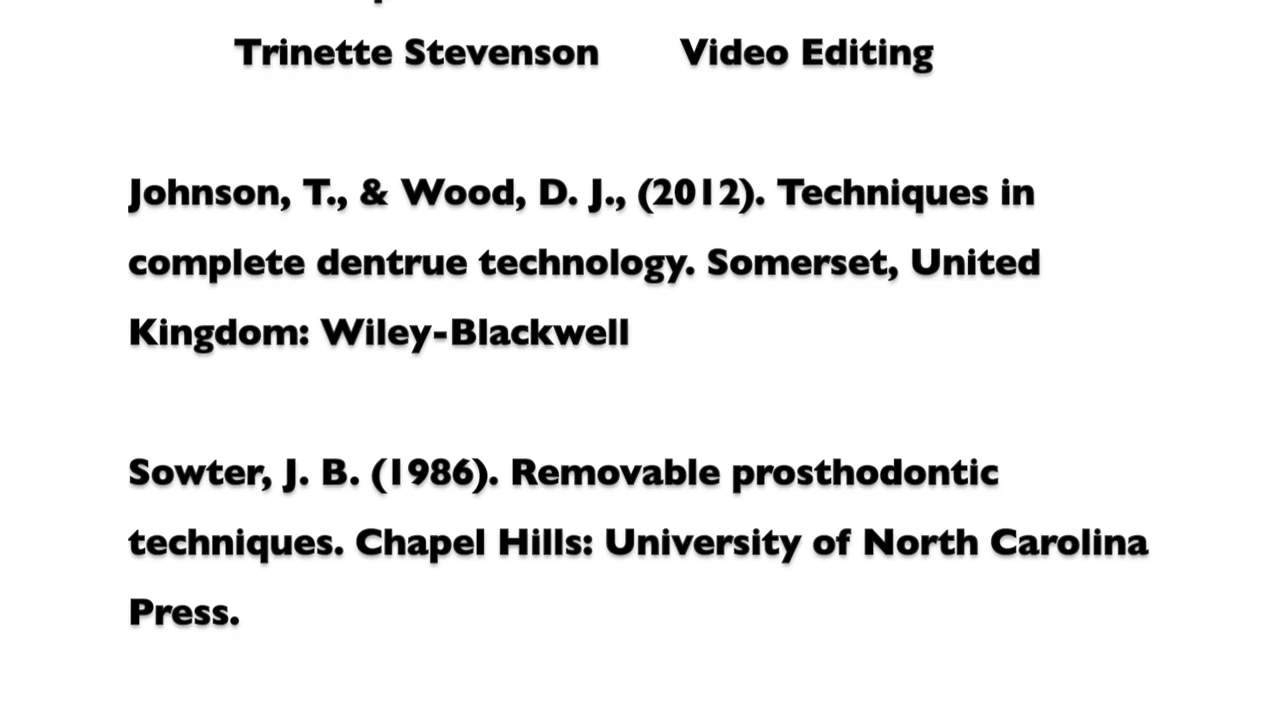 Trinette Stevenson Video Editing
Johnson, T., & Wood, D. J., (2012). Techniques in
complete dentrue technology. Somerset, United
Kingdom: Wiley-Blackwell
Sowter, J. B. (1986). Removable prosthodontic
techniques. Chapel Hills: University of North Carolina
Press.